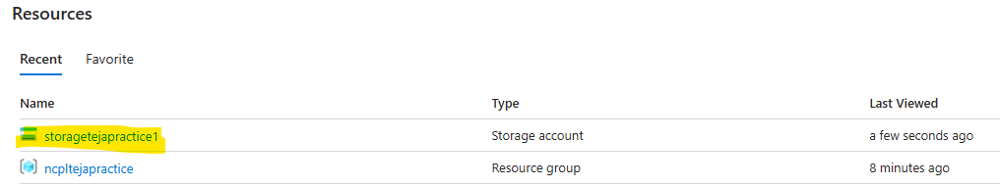 Resources
Recent Favorite
Name Type Last Viewed
storagetejapractice1 Storage account a few seconds ago
ncpltejapractice Resource group 8 minutes ago